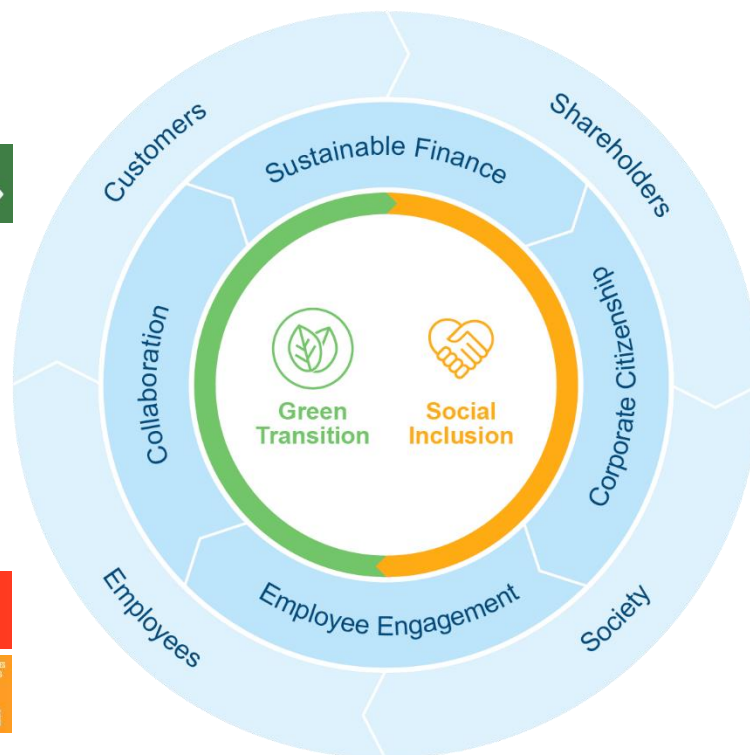 Customers
Shareholders
Sustainable Finance
Collaboration
Corporate Citizenship
Green
Transition
Social
Inclusion
Employee Engagement
Employees
Society